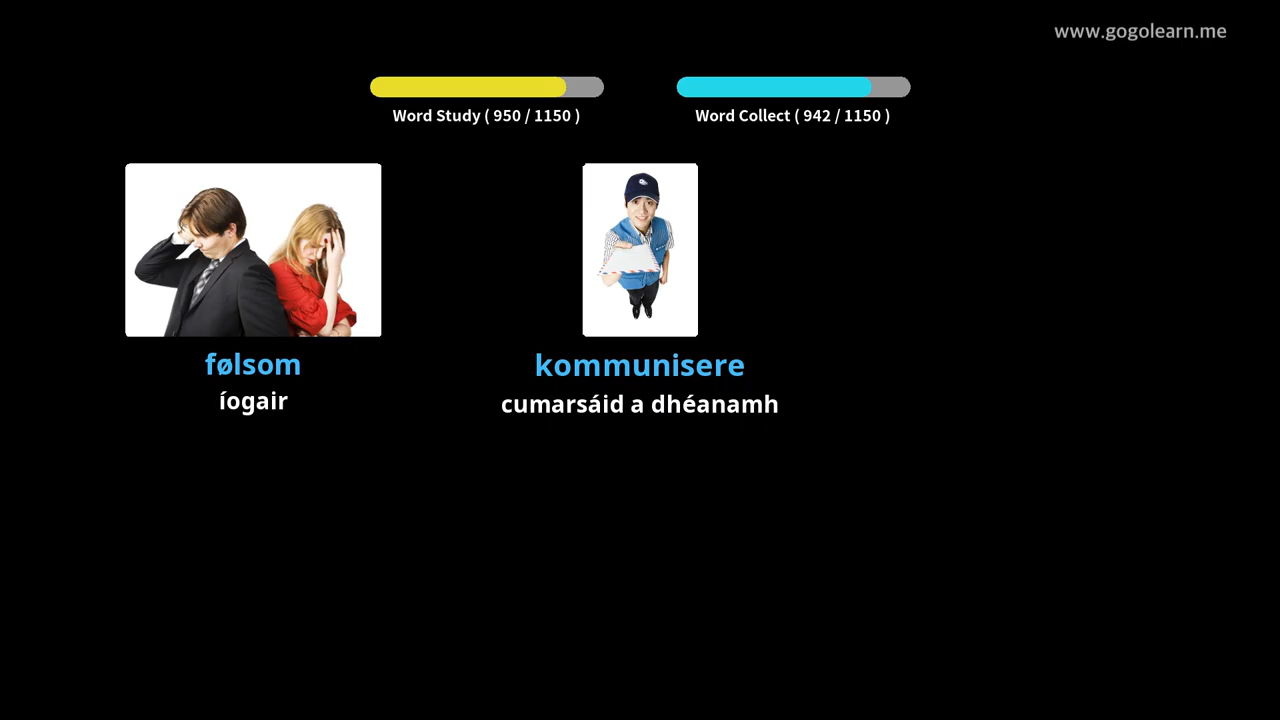 www.gogolearn.me
Word Study ( 950 / 1150 )
Word Collect ( 942 / 1150 )
følsom
íogair
kommunisere
cumarsáid a dhéanamh